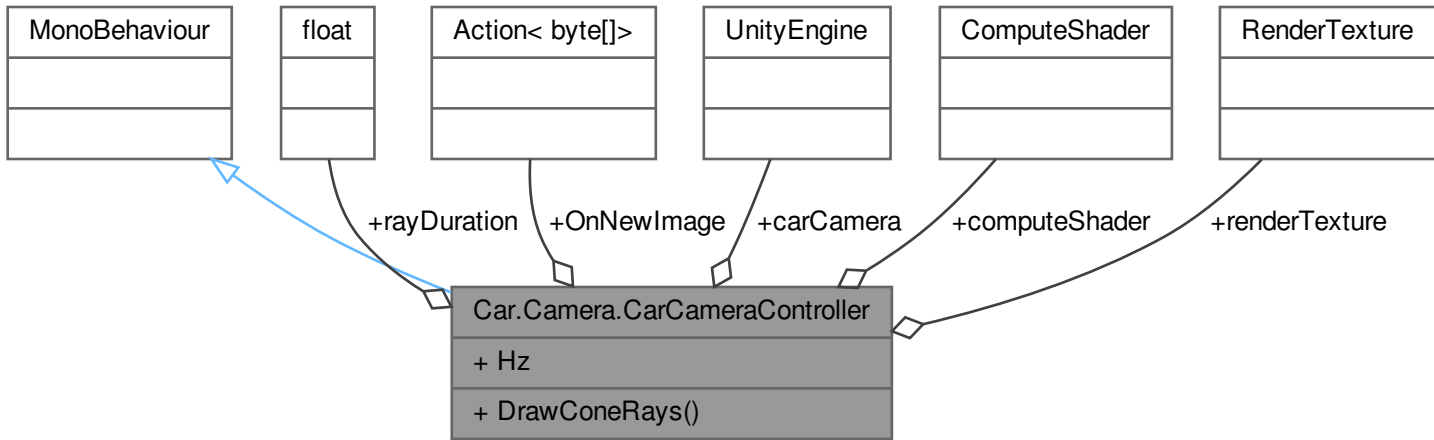 MonoBehaviour
float
Action< byte[]>
UnityEngine
ComputeShader
RenderTexture
+rayDuration
+OnNewImage
+carCamera
+computeShader
+renderTexture
Car.Camera.CarCameraController
+ Hz
+ DrawConeRays()